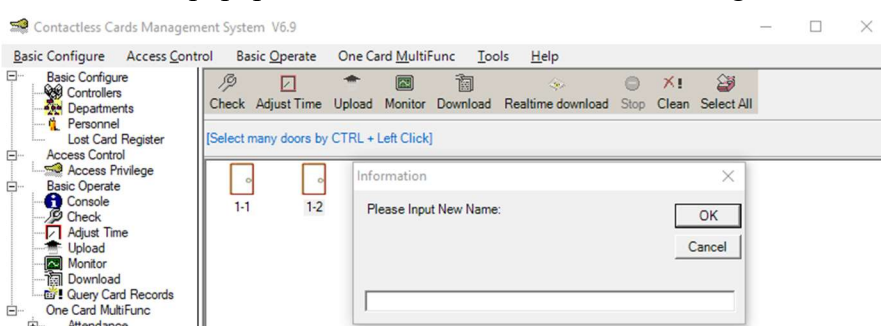 Contactless Cards Management System V6.9
Basic Configure Access Control Basic Operate One Card MultiFunc Tools Help
Basic Configure
Controllers
Departments
Personnel
Lost Card Register
Access Control
Access Privilege
Basic Operate
Console
Check
Adjust Time
Upload
Monitor
Download
Query Card Records
One Card MultiFunc
Attendance
Check Adjust Time Upload Monitor Download Realtime download Stop Clean Select All
[Select many doors by CTRL + Left Click]
1-1 1-2
Information
Please Input New Name:
OK
Cancel